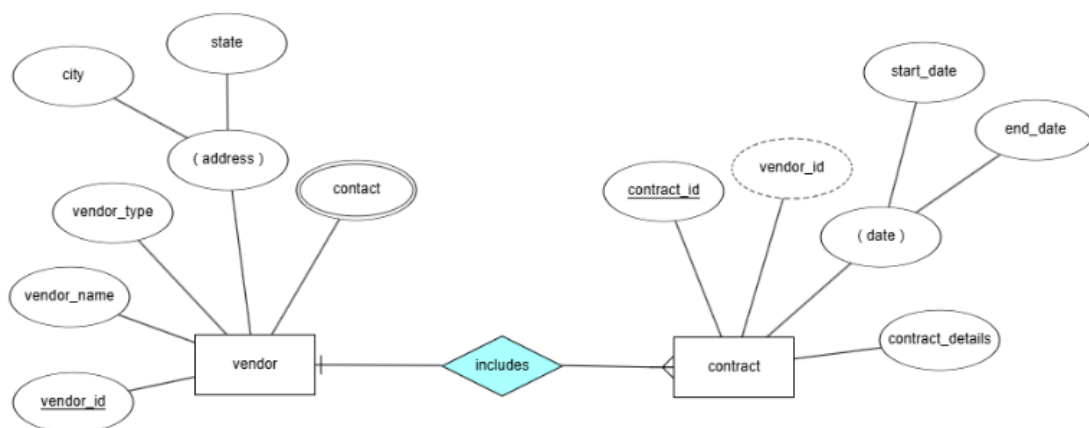 state
city
start_date
end_date
( address )
vendor_id
contact
contract_id
vendor_type
( date )
vendor_name
contract_details
vendor
includes
contract
vendor_id